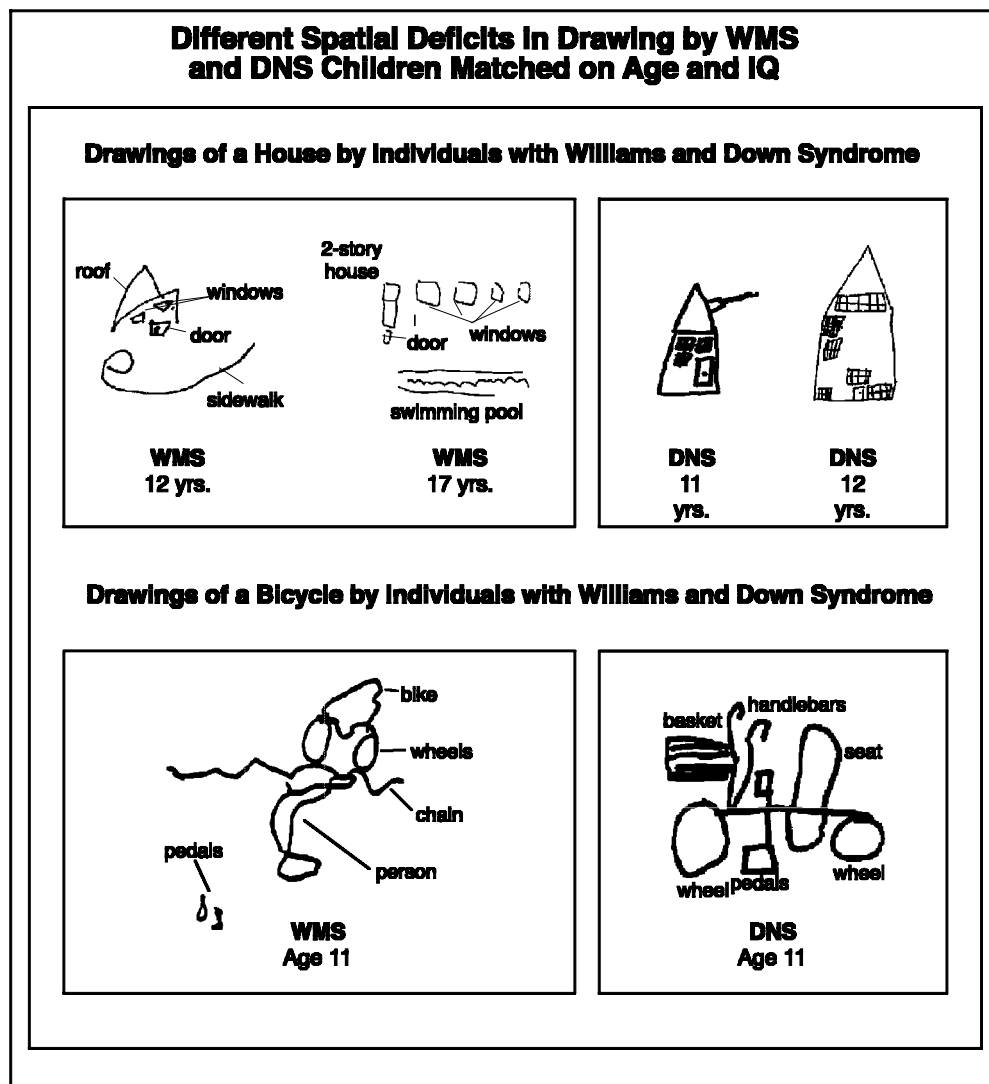 Different Spatial Deficits in Drawing by WMS
and DNS Children Matched on Age and IQ
Drawings of a House by Individuals with Williams and Down Syndrome
roof
windows
door
sidewalk
WMS
12 yrs.
2-story
house
door
windows
swimming pool
WMS
17 yrs.
DNS
11
yrs.
DNS
12
yrs.
Drawings of a Bicycle by Individuals with Williams and Down Syndrome
bike
wheels
chain
person
pedals
WMS
Age 11
handlebars
basket
seat
wheel
pedals
wheel
DNS
Age 11